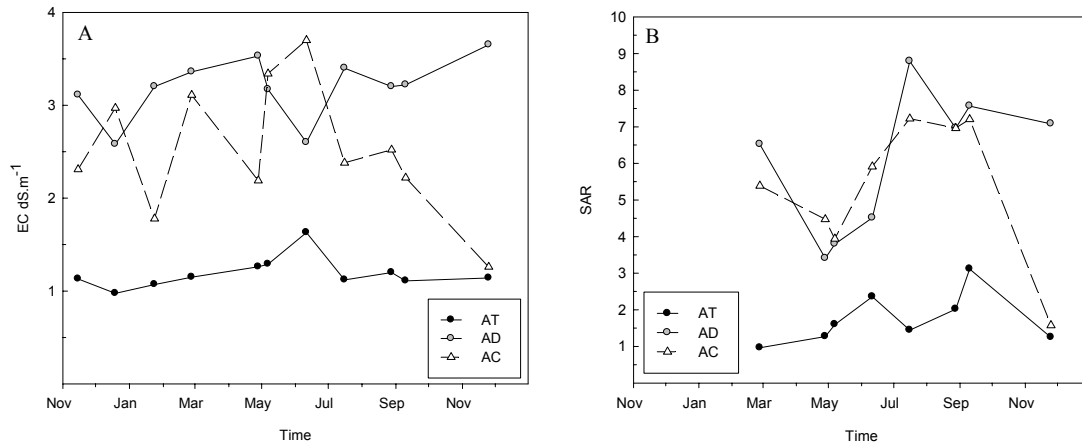 A
4
3
2
1
EC dS.m-1
AT
AD
AC
Nov Jan Mar May Jul Sep Nov
Time
B
10
9
8
7
6
5
4
3
2
1
SAR
AT
AD
AC
Nov Jan Mar May Jul Sep Nov
Time